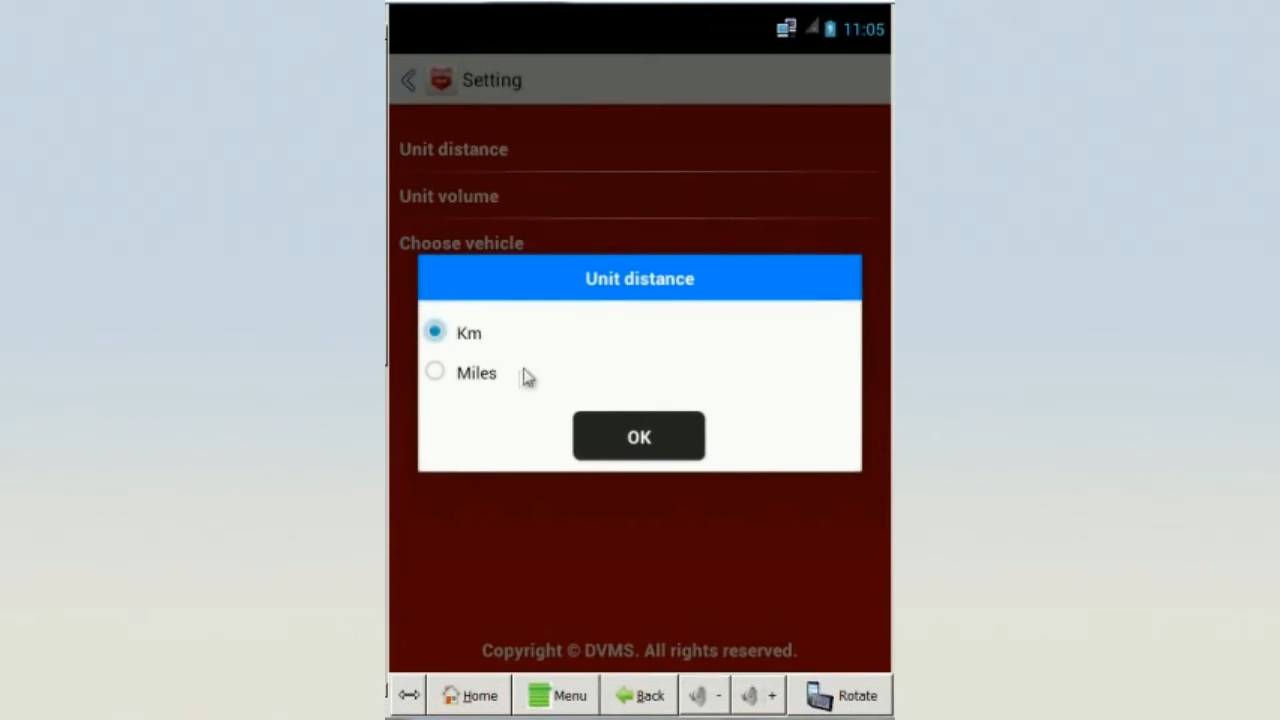 11:05
Setting
Unit distance
Unit volume
Choose vehicle
Unit distance
Km
Miles
OK
Copyright © DVMS. All rights reserved.
Home Menu Back - + Rotate